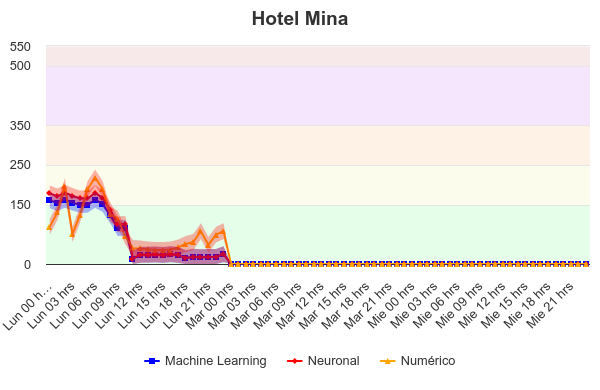 Hotel Mina
550
500
350
250
150
0
Lun 00 h...
Lun 03 hrs
Lun 06 hrs
Lun 09 hrs
Lun 12 hrs
Lun 15 hrs
Lun 18 hrs
Lun 21 hrs
Mar 00 hrs
Mar 03 hrs
Mar 06 hrs
Mar 09 hrs
Mar 12 hrs
Mar 15 hrs
Mar 18 hrs
Mar 21 hrs
Mie 00 hrs
Mie 03 hrs
Mie 06 hrs
Mie 09 hrs
Mie 12 hrs
Mie 15 hrs
Mie 18 hrs
Mie 21 hrs
Machine Learning Neuronal Numérico